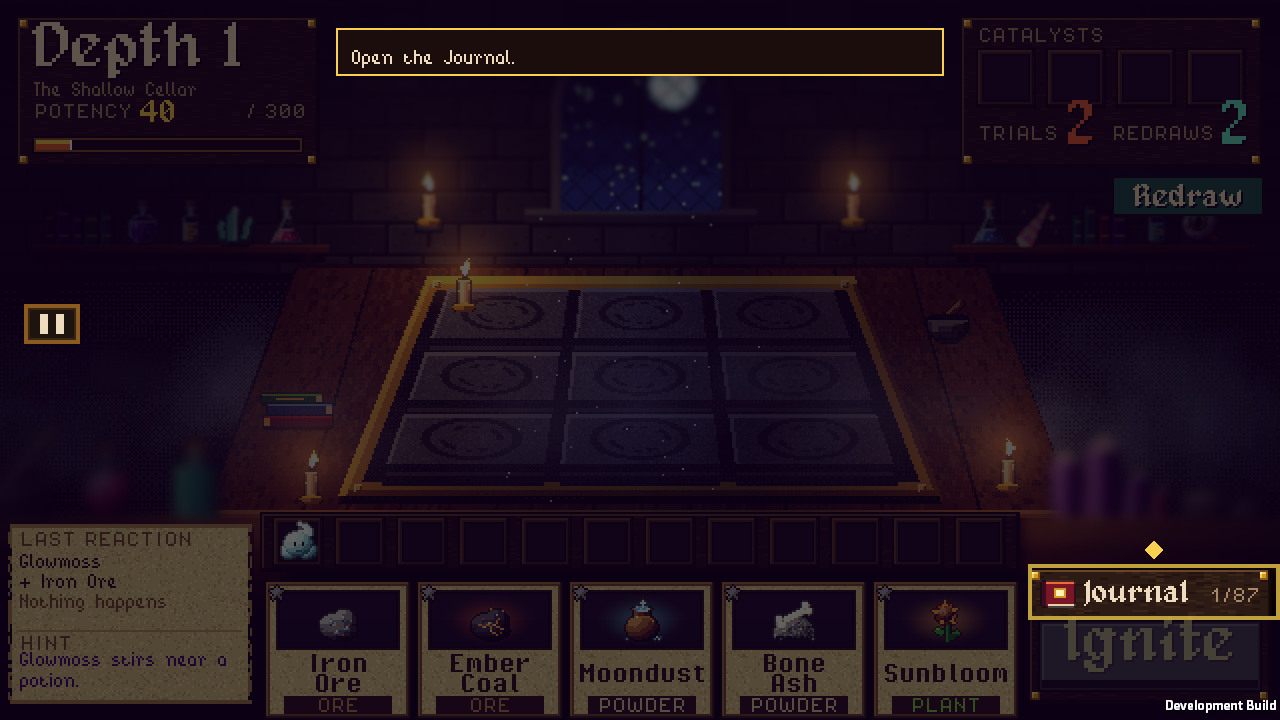 Depth 1
The Shallow Cellar
POTENCY 40 / 300
Open the Journal.
CATALYSTS
TRIALS 2 REDRAWS 2
Redraw
LAST REACTION
Glowmoss
+ Iron Ore
Nothing happens
HINT
Glowmoss stirs near a
potion.
Iron
Ore
ORE
Ember
Coal
ORE
Moondust
POWDER
Bone
Ash
POWDER
Sunbloom
PLANT
Journal 1/87
Ignite
Development Build